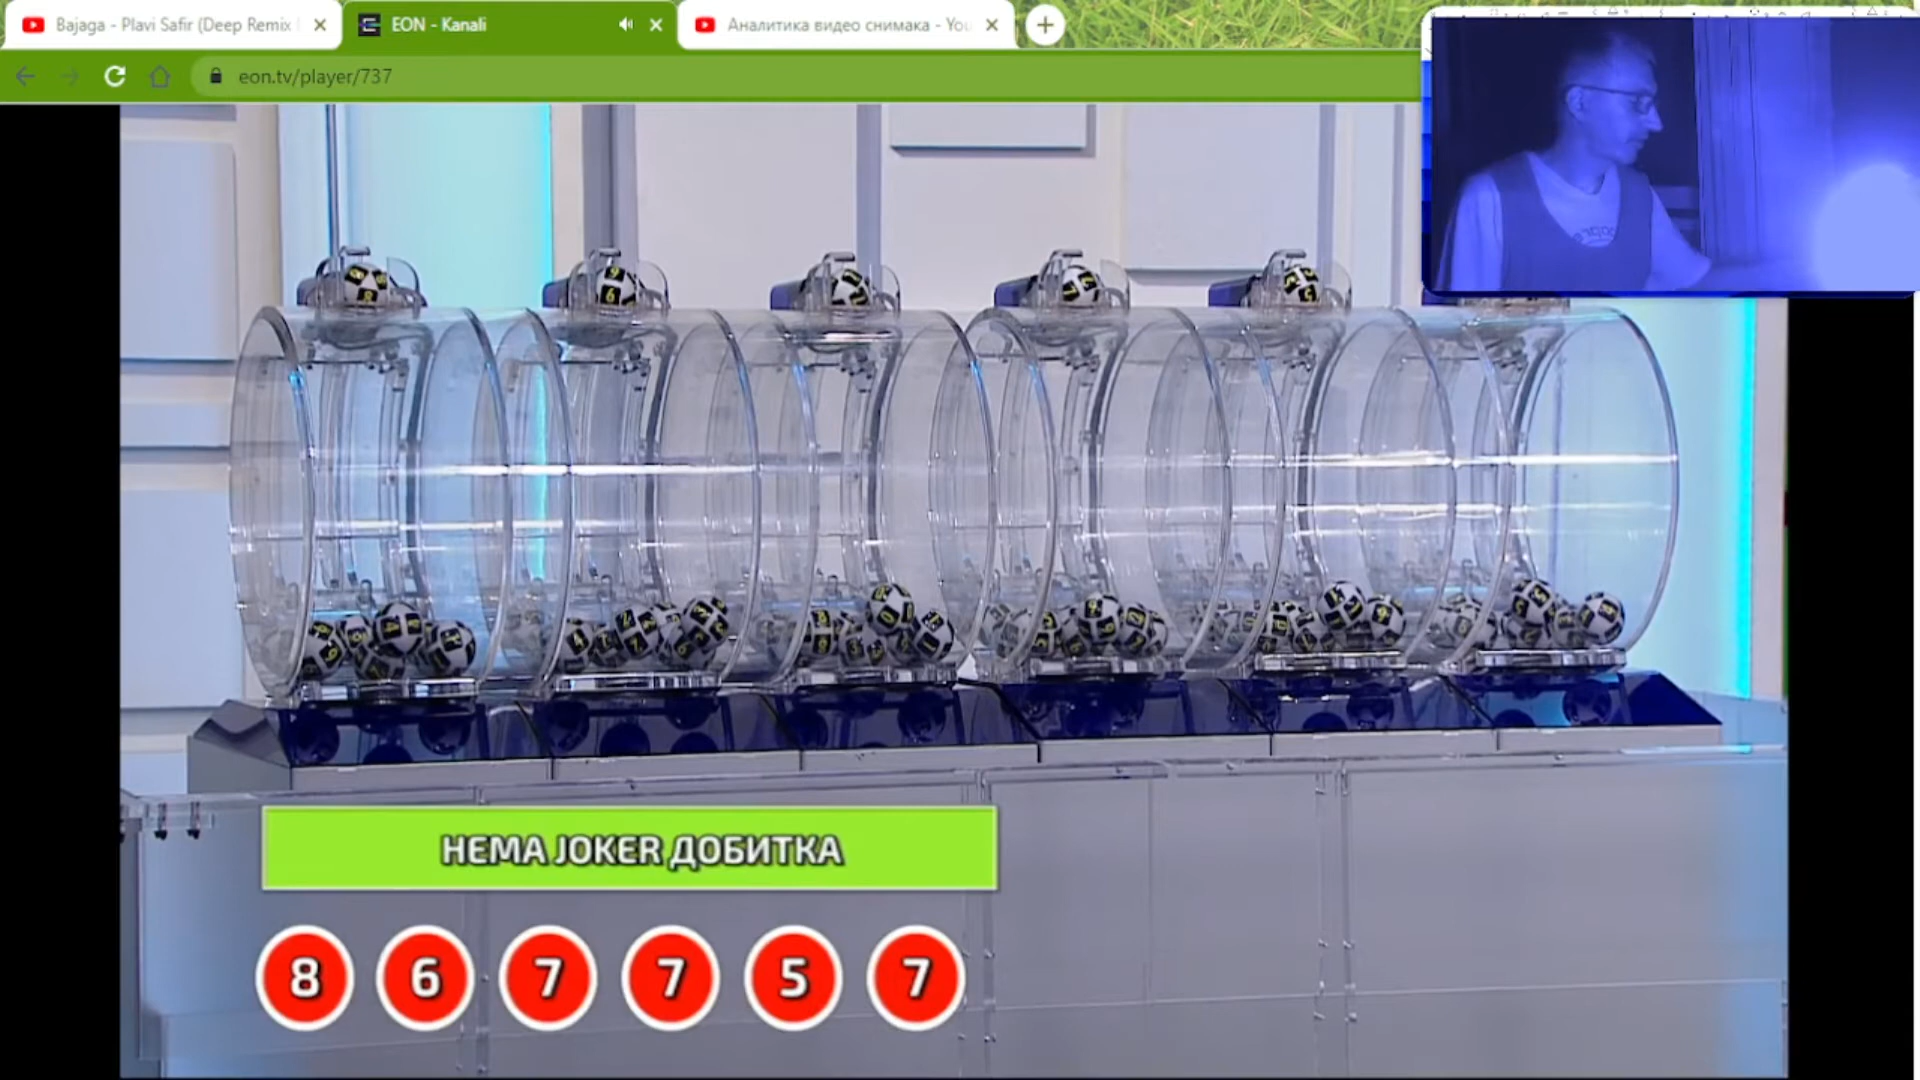 Bajaga - Plavi Safir (Deep Remix
EON - Kanali
Аналитика видео снимака - You
eon.tv/player/737
НЕМА JOKER ДОБИТКА
8 6 7 7 5 7